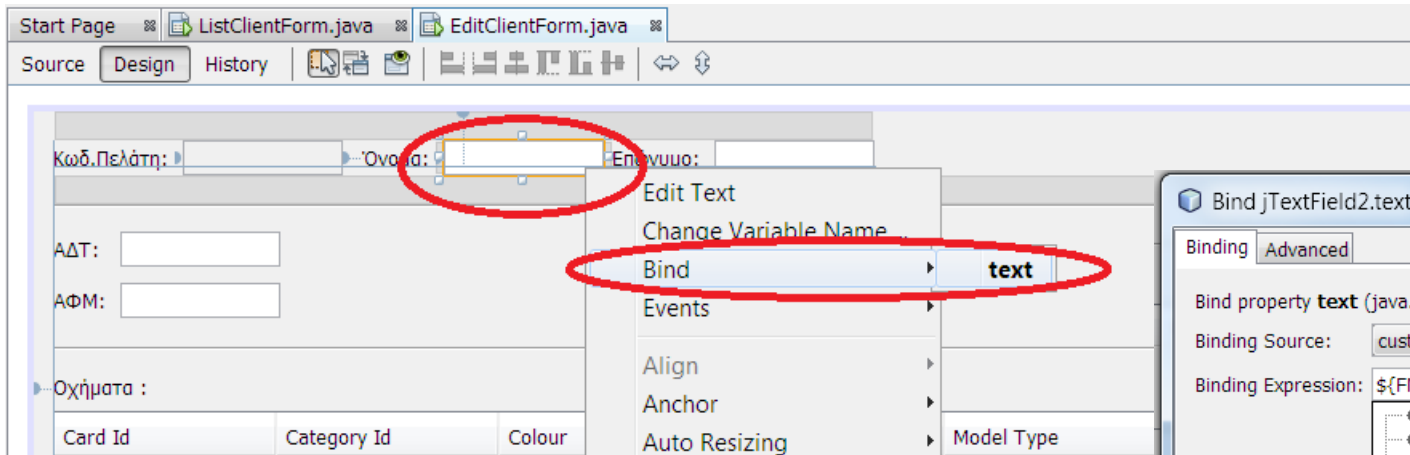 Start Page ListClientForm.java EditClientForm.java
Source Design History
Κωδ.Πελάτη: Όνομα: Επώνυμο:
Edit Text
Change Variable Name...
Bind text
Events
Align
Anchor
Auto Resizing
ΑΔΤ:
ΑΦΜ:
Οχήματα :
Card Id Category Id Colour Model Type
Bind jTextField2.text
Binding Advanced
Bind property text (java.
Binding Source: cust
Binding Expression: ${F